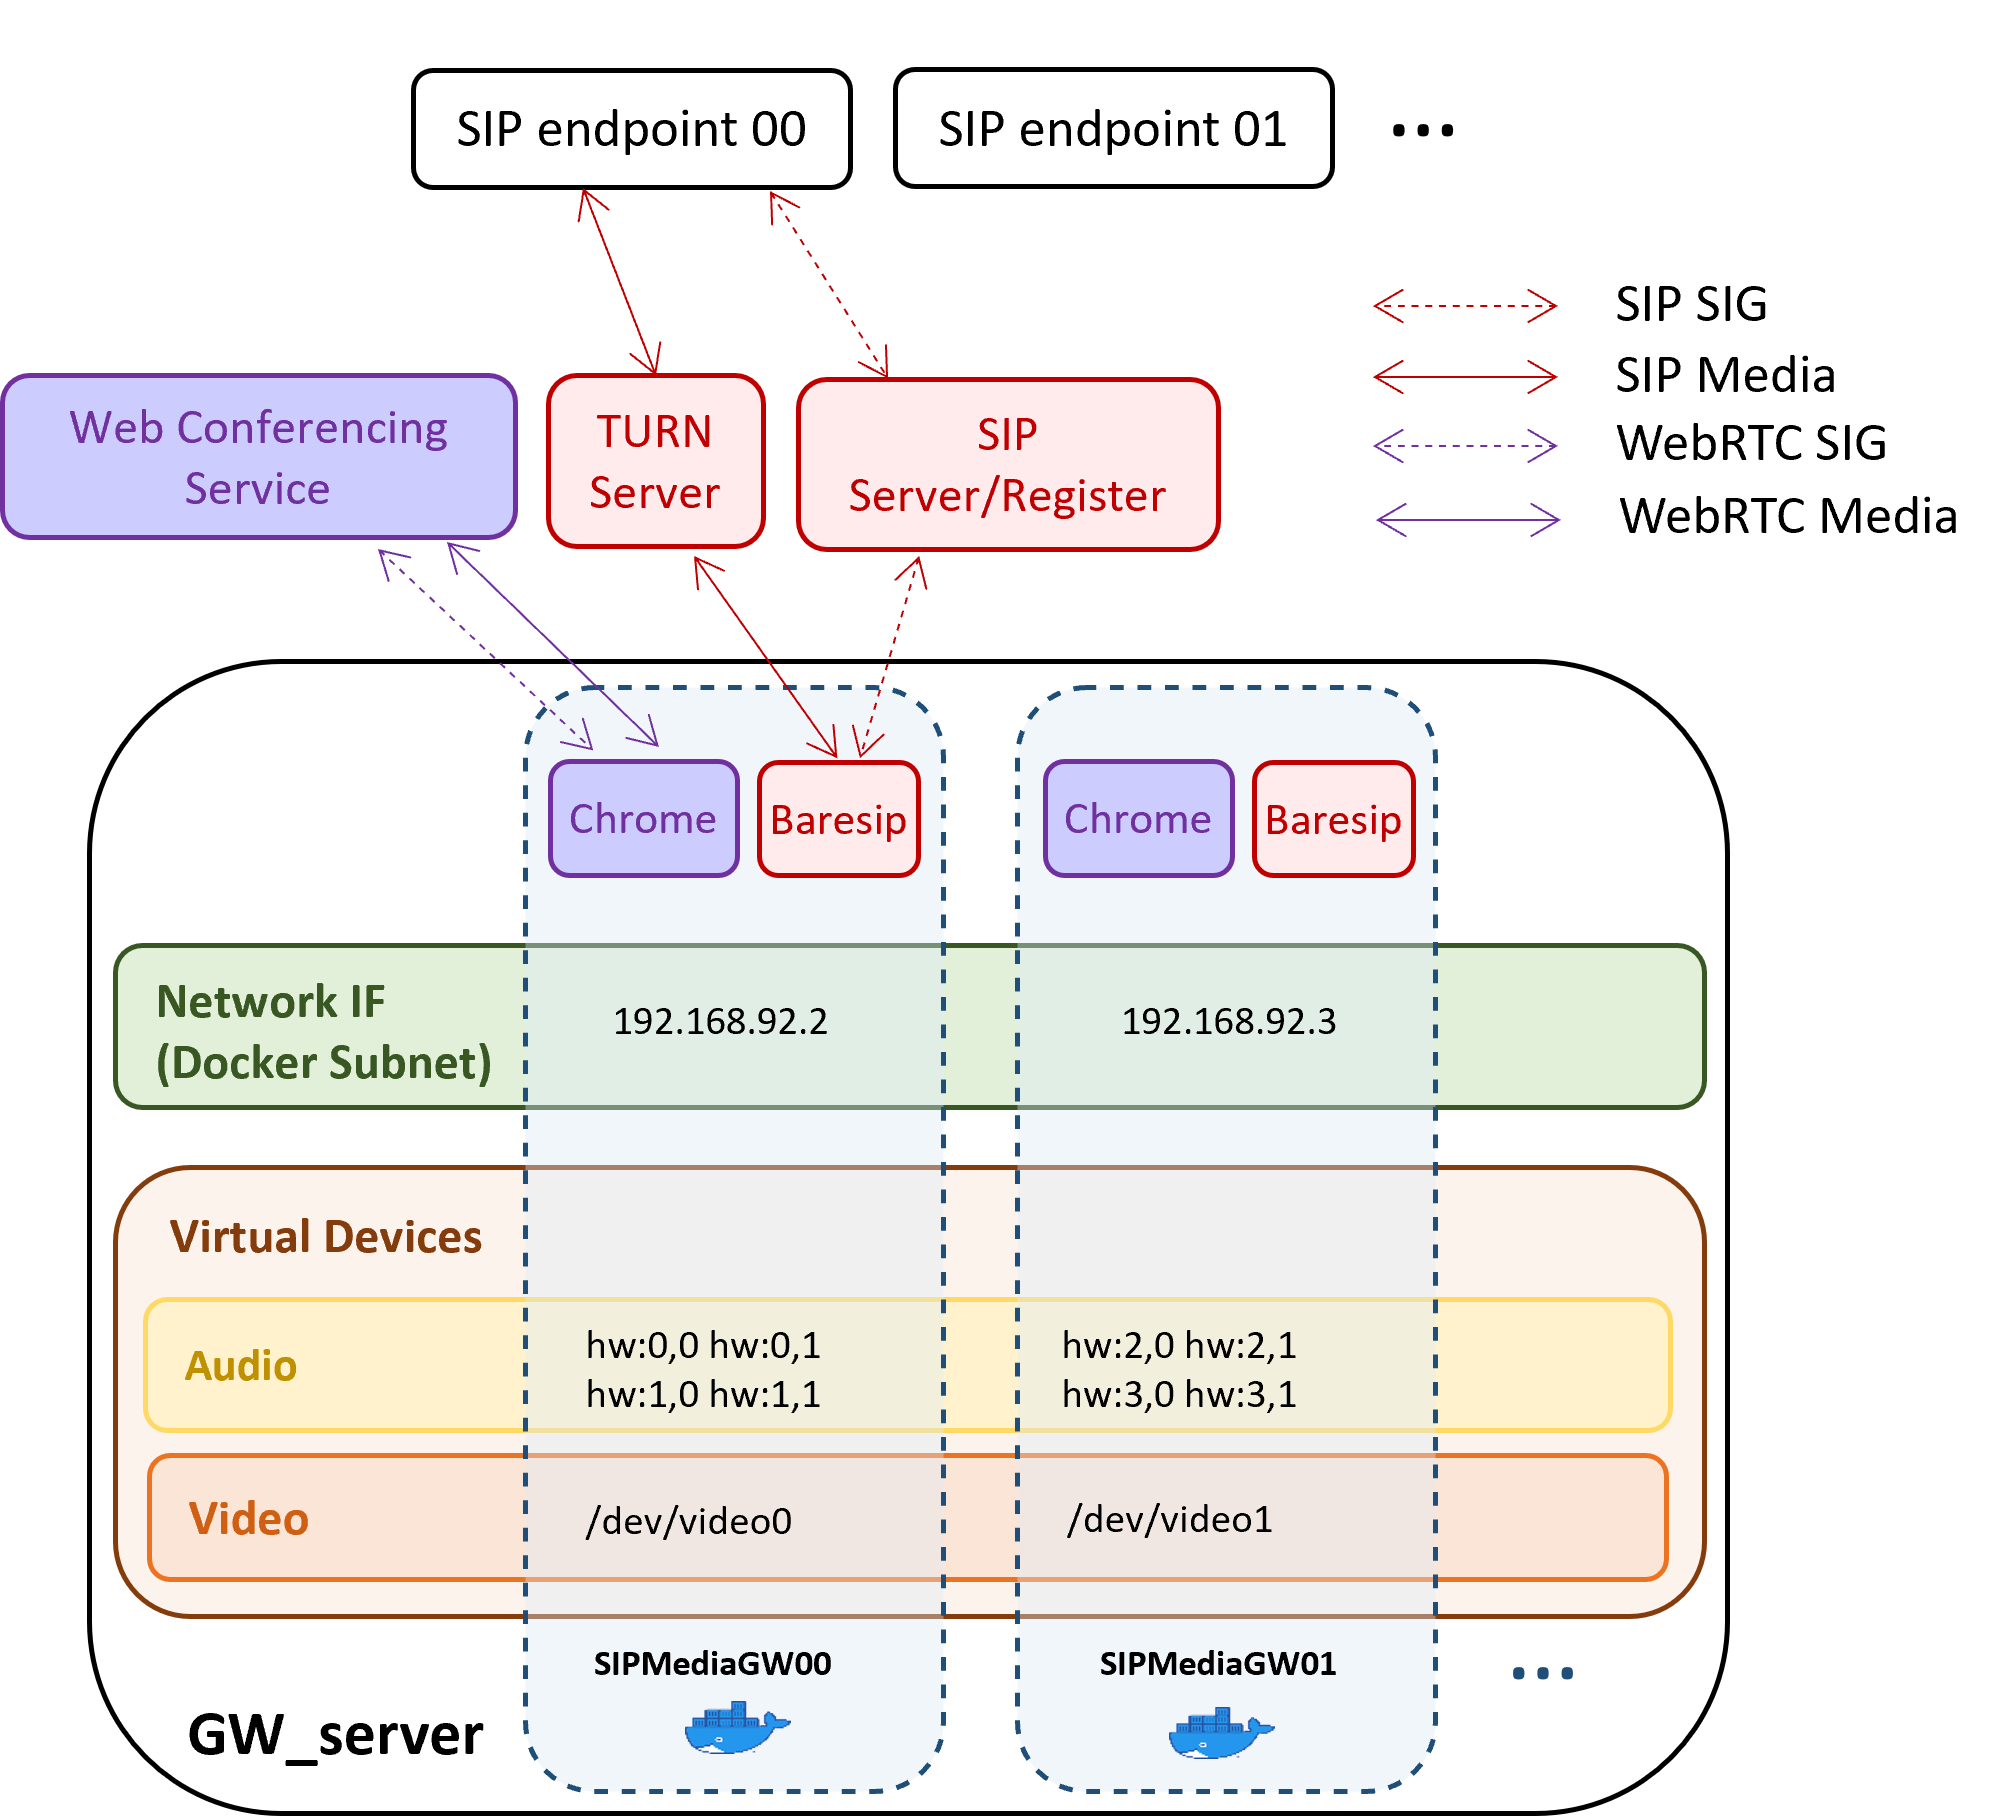 SIP endpoint 00
SIP endpoint 01
...
SIP SIG
SIP Media
WebRTC SIG
WebRTC Media
Web Conferencing
Service
TURN
Server
SIP
Server/Register
Chrome
Baresip
Chrome
Baresip
Network IF
(Docker Subnet)
192.168.92.2
192.168.92.3
Virtual Devices
Audio
hw:0,0 hw:0,1
hw:1,0 hw:1,1
hw:2,0 hw:2,1
hw:3,0 hw:3,1
Video
/dev/video0
/dev/video1
SIPMediaGW00
SIPMediaGW01
...
GW_server